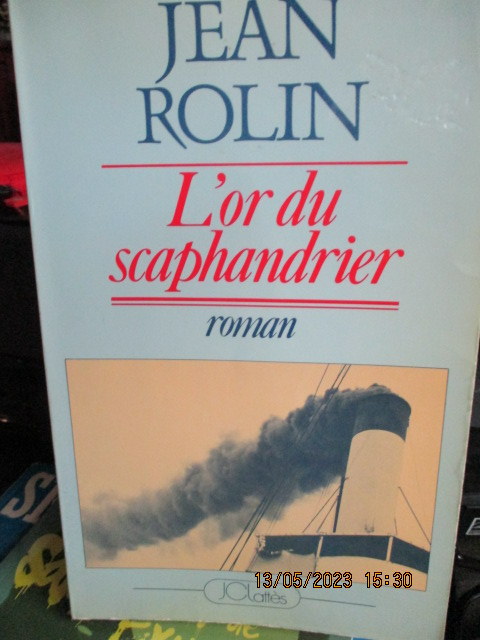 JEAN
ROLIN
L'or du
scaphandrier
roman
JCLattès
13/05/2023 15:30